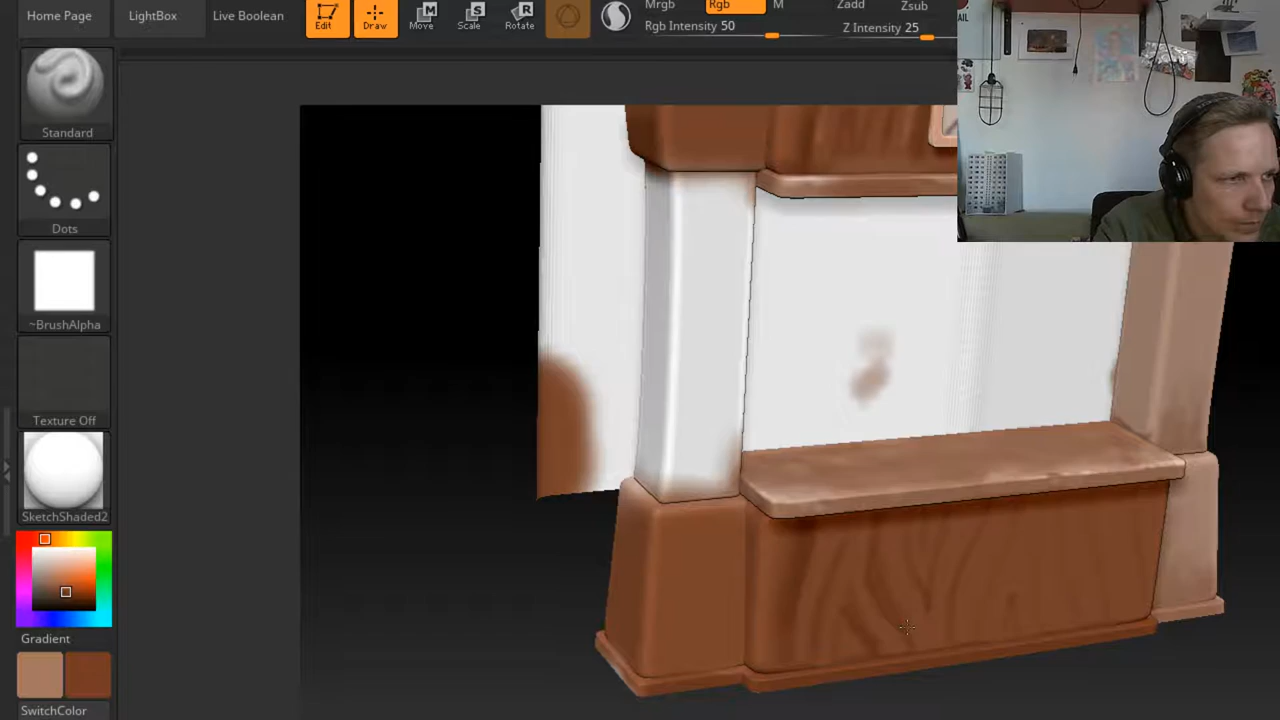 Home Page
LightBox
Live Boolean
Edit
Draw
Move
Scale
Rotate
Mrgb
Rgb
M
Zadd
Zsub
Rgb Intensity 50
Z Intensity 25
Standard
Dots
~BrushAlpha
Texture Off
SketchShaded2
Gradient
SwitchColor